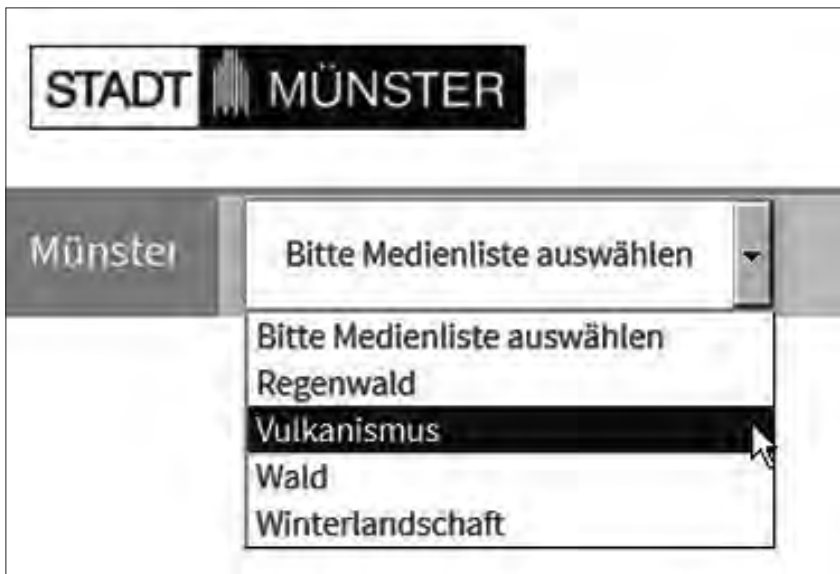 STADT MÜNSTER
Münster
Bitte Medienliste auswählen
Bitte Medienliste auswählen
Regenwald
Vulkanismus
Wald
Winterlandschaft